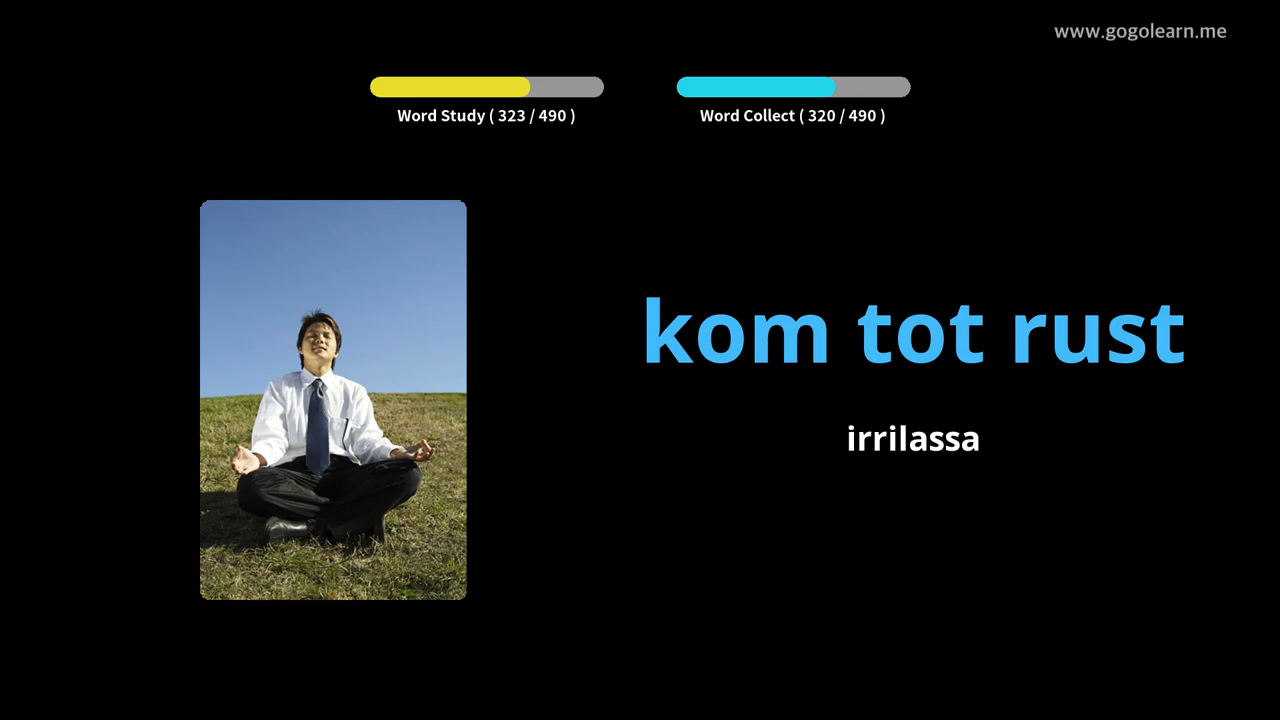 www.gogolearn.me
Word Study ( 323 / 490 )
Word Collect ( 320 / 490 )
kom tot rust
irrilassa